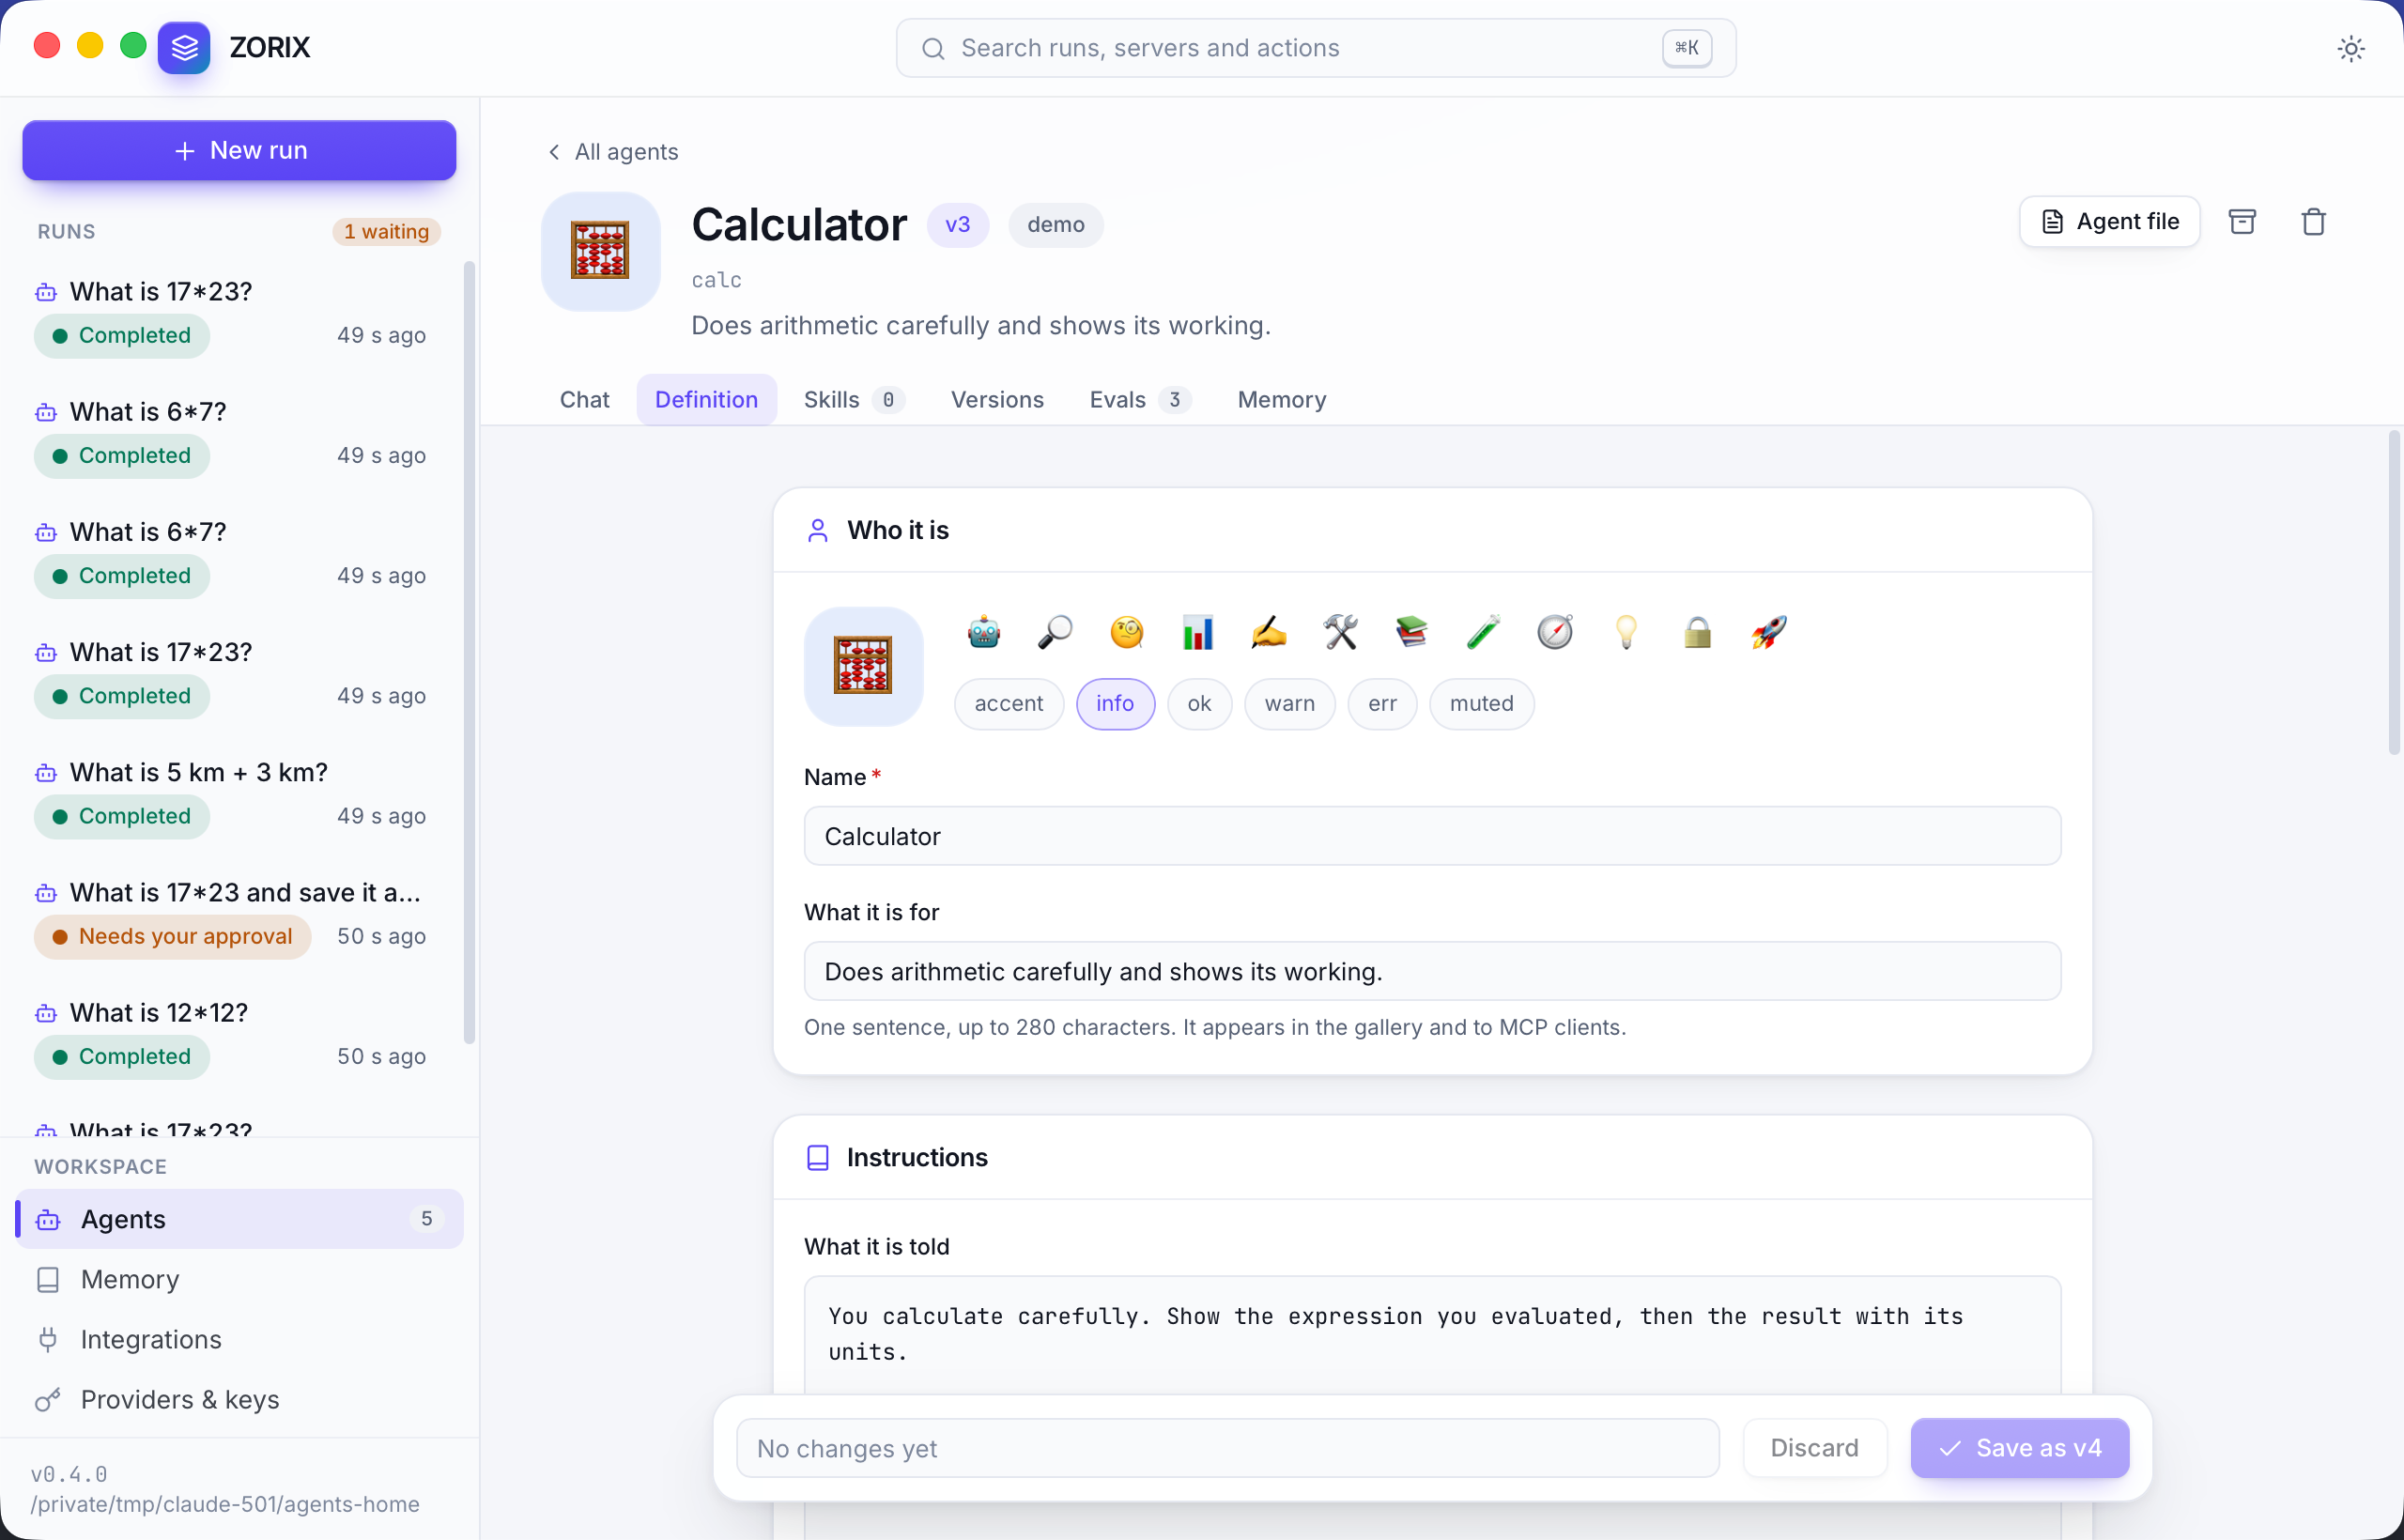 ZORIX
Search runs, servers and actions
⌘K
New run
RUNS
1 waiting
What is 17*23?
Completed
49 s ago
What is 6*7?
Completed
49 s ago
What is 6*7?
Completed
49 s ago
What is 17*23?
Completed
49 s ago
What is 5 km + 3 km?
Completed
49 s ago
What is 17*23 and save it a...
Needs your approval
50 s ago
What is 12*12?
Completed
50 s ago
What is 17*23?
WORKSPACE
Agents
5
Memory
Integrations
Providers & keys
v0.4.0
/private/tmp/claude-501/agents-home
All agents
Calculator
v3
demo
calc
Does arithmetic carefully and shows its working.
Agent file
Chat
Definition
Skills 0
Versions
Evals 3
Memory
Who it is
accent
info
ok
warn
err
muted
Name *
Calculator
What it is for
Does arithmetic carefully and shows its working.
One sentence, up to 280 characters. It appears in the gallery and to MCP clients.
Instructions
What it is told
You calculate carefully. Show the expression you evaluated, then the result with its
units.
No changes yet
Discard
Save as v4